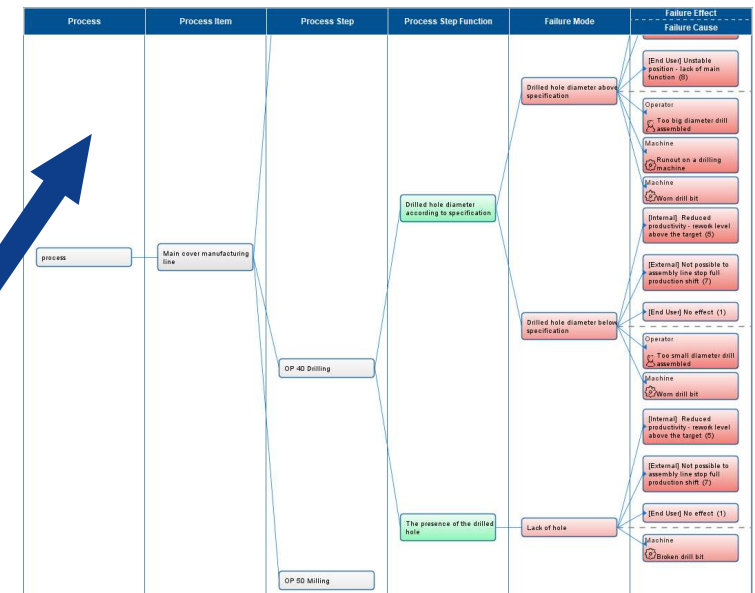 Process
Process Item
Process Step
Process Step Function
Failure Mode
Failure Effect
Failure Cause
[End User] Unstable
position - lack of main
function (8)
Drilled hole diameter above
specification
Operator
Too big diameter drill
assembled
Machine
Runout on a drilling
machine
Machine
Worn drill bit
Drilled hole diameter
according to specification
[Internal] Reduced
productivity - rework level
above the target (5)
process
Main cover manufacturing
line
[External] Not possible to
assembly line stop full
production shift (7)
[End User] No effect (1)
Drilled hole diameter below
specification
Operator
Too small diameter drill
assembled
OP 40 Drilling
Machine
Worn drill bit
[Internal] Reduced
productivity - rework level
above the target (5)
[External] Not possible to
assembly line stop full
production shift (7)
[End User] No effect (1)
The presence of the drilled
hole
Lack of hole
Machine
Broken drill bit
OP 50 Milling